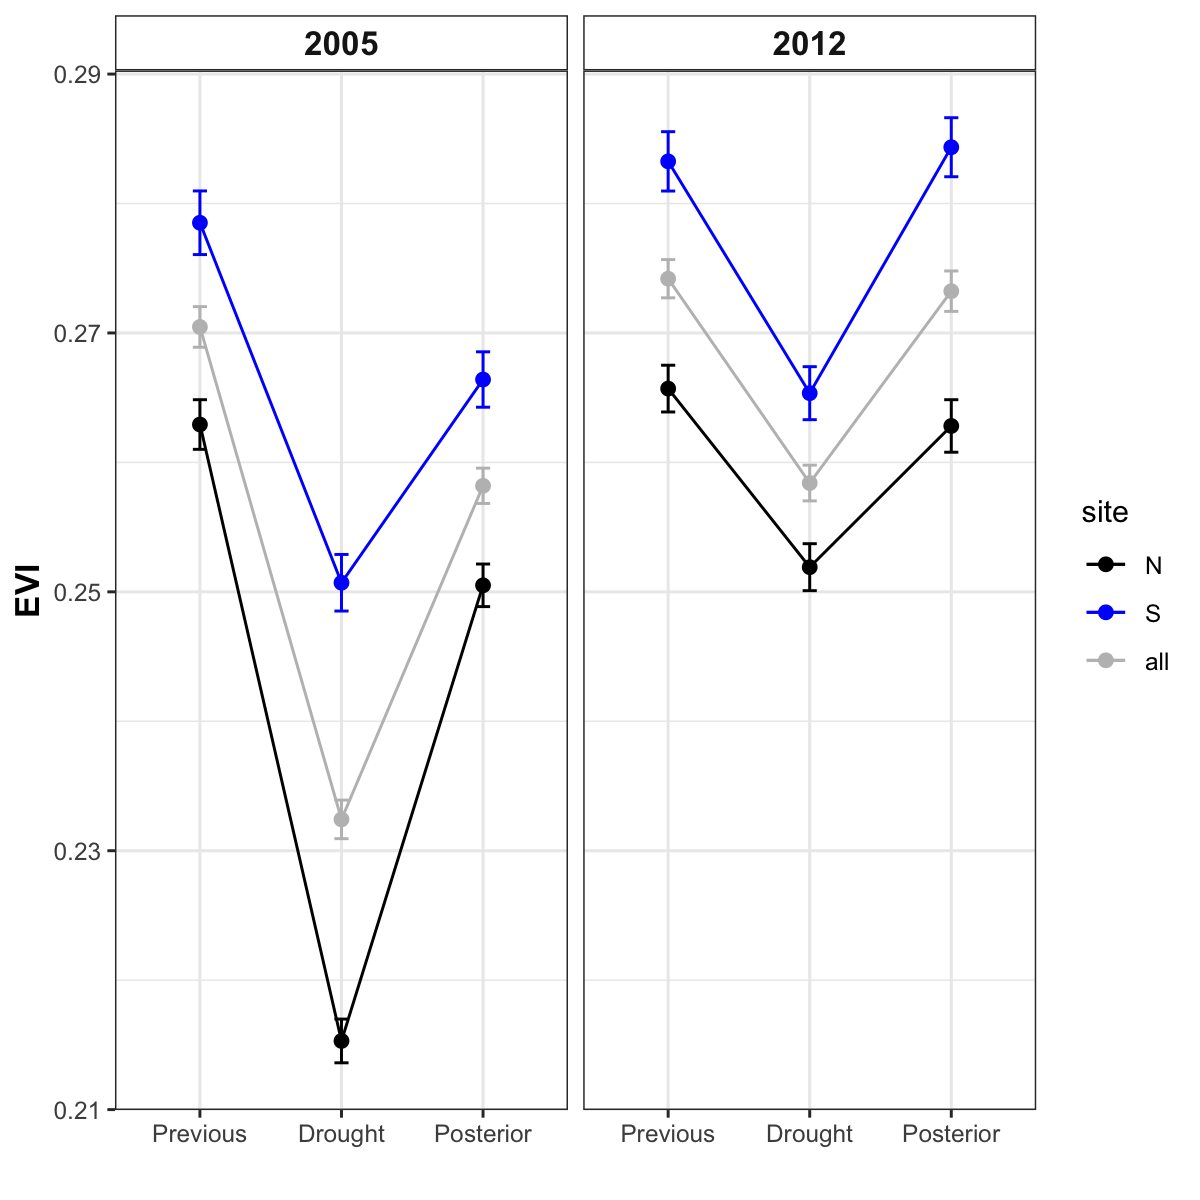 2005
2012
0.29
0.27
0.25
0.23
0.21
EVI
Previous
Drought
Posterior
Previous
Drought
Posterior
site
N
S
all